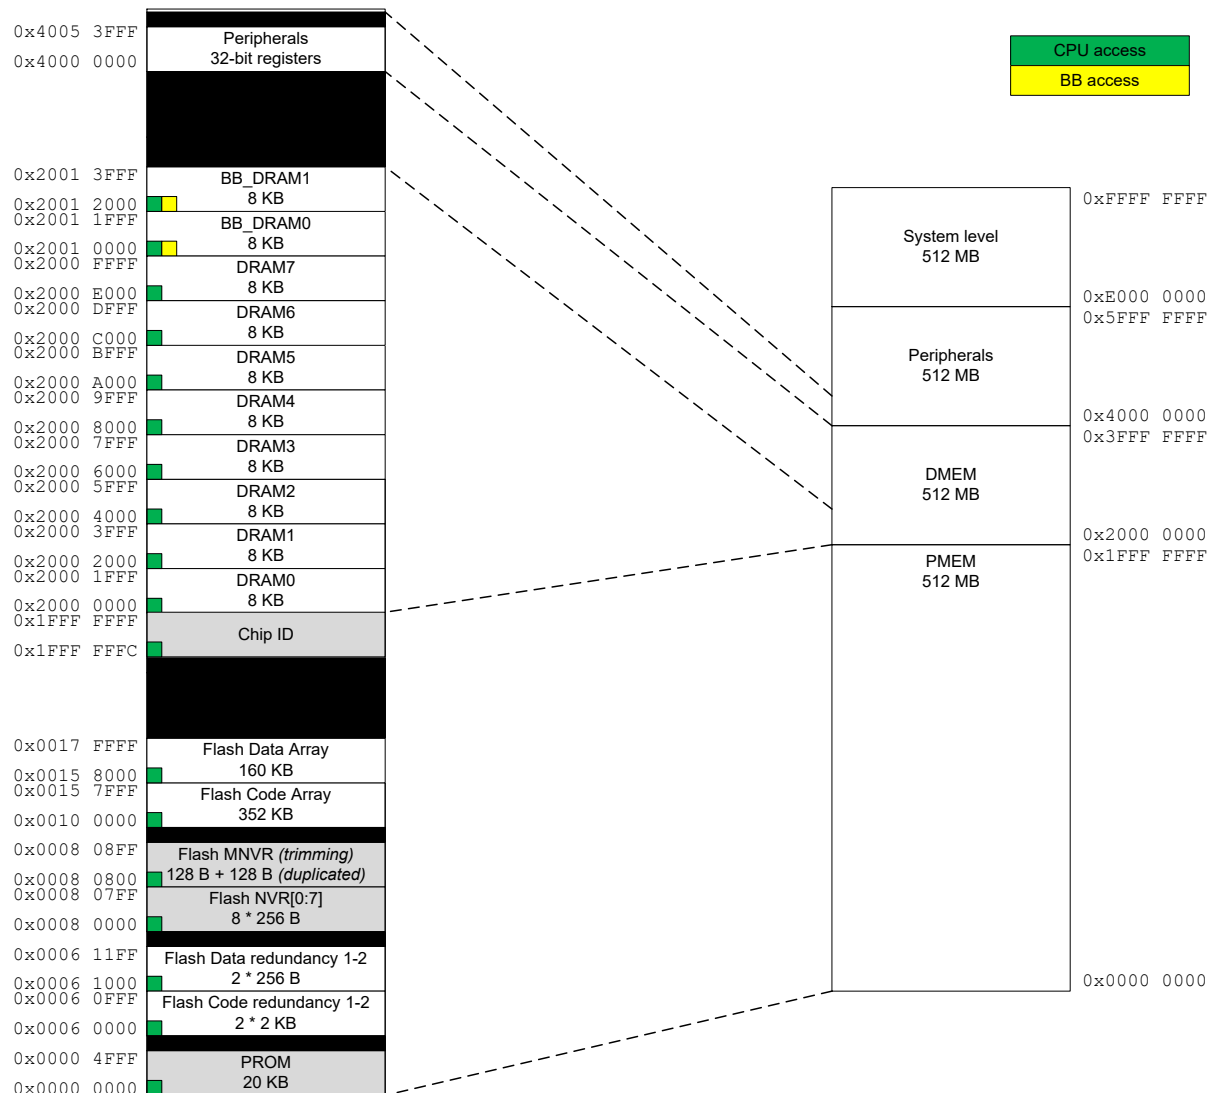 0x4005 3FFF
Peripherals
32-bit registers
0x4000 0000
0x2001 3FFF
BB_DRAM1
8 KB
0x2001 2000
0x2001 1FFF
BB_DRAM0
8 KB
0x2001 0000
0x2000 FFFF
DRAM7
8 KB
0x2000 E000
0x2000 DFFF
DRAM6
8 KB
0x2000 C000
0x2000 BFFF
DRAM5
8 KB
0x2000 A000
0x2000 9FFF
DRAM4
8 KB
0x2000 8000
0x2000 7FFF
DRAM3
8 KB
0x2000 6000
0x2000 5FFF
DRAM2
8 KB
0x2000 4000
0x2000 3FFF
DRAM1
8 KB
0x2000 2000
0x2000 1FFF
DRAM0
8 KB
0x2000 0000
0x1FFF FFFF
Chip ID
0x1FFF FFFC
0x0017 FFFF
Flash Data Array
160 KB
0x0015 8000
0x0015 7FFF
Flash Code Array
352 KB
0x0010 0000
0x0008 08FF
Flash MNVR (trimming)
128 B + 128 B (duplicated)
0x0008 0800
0x0008 07FF
Flash NVR[0:7]
8 * 256 B
0x0008 0000
0x0006 11FF
Flash Data redundancy 1-2
2 * 256 B
0x0006 1000
0x0006 0FFF
Flash Code redundancy 1-2
2 * 2 KB
0x0006 0000
0x0000 4FFF
PROM
20 KB
0x0000 0000
CPU access
BB access
0xFFFF FFFF
System level
512 MB
0xE000 0000
0x5FFF FFFF
Peripherals
512 MB
0x4000 0000
0x3FFF FFFF
DMEM
512 MB
0x2000 0000
0x1FFF FFFF
PMEM
512 MB
0x0000 0000